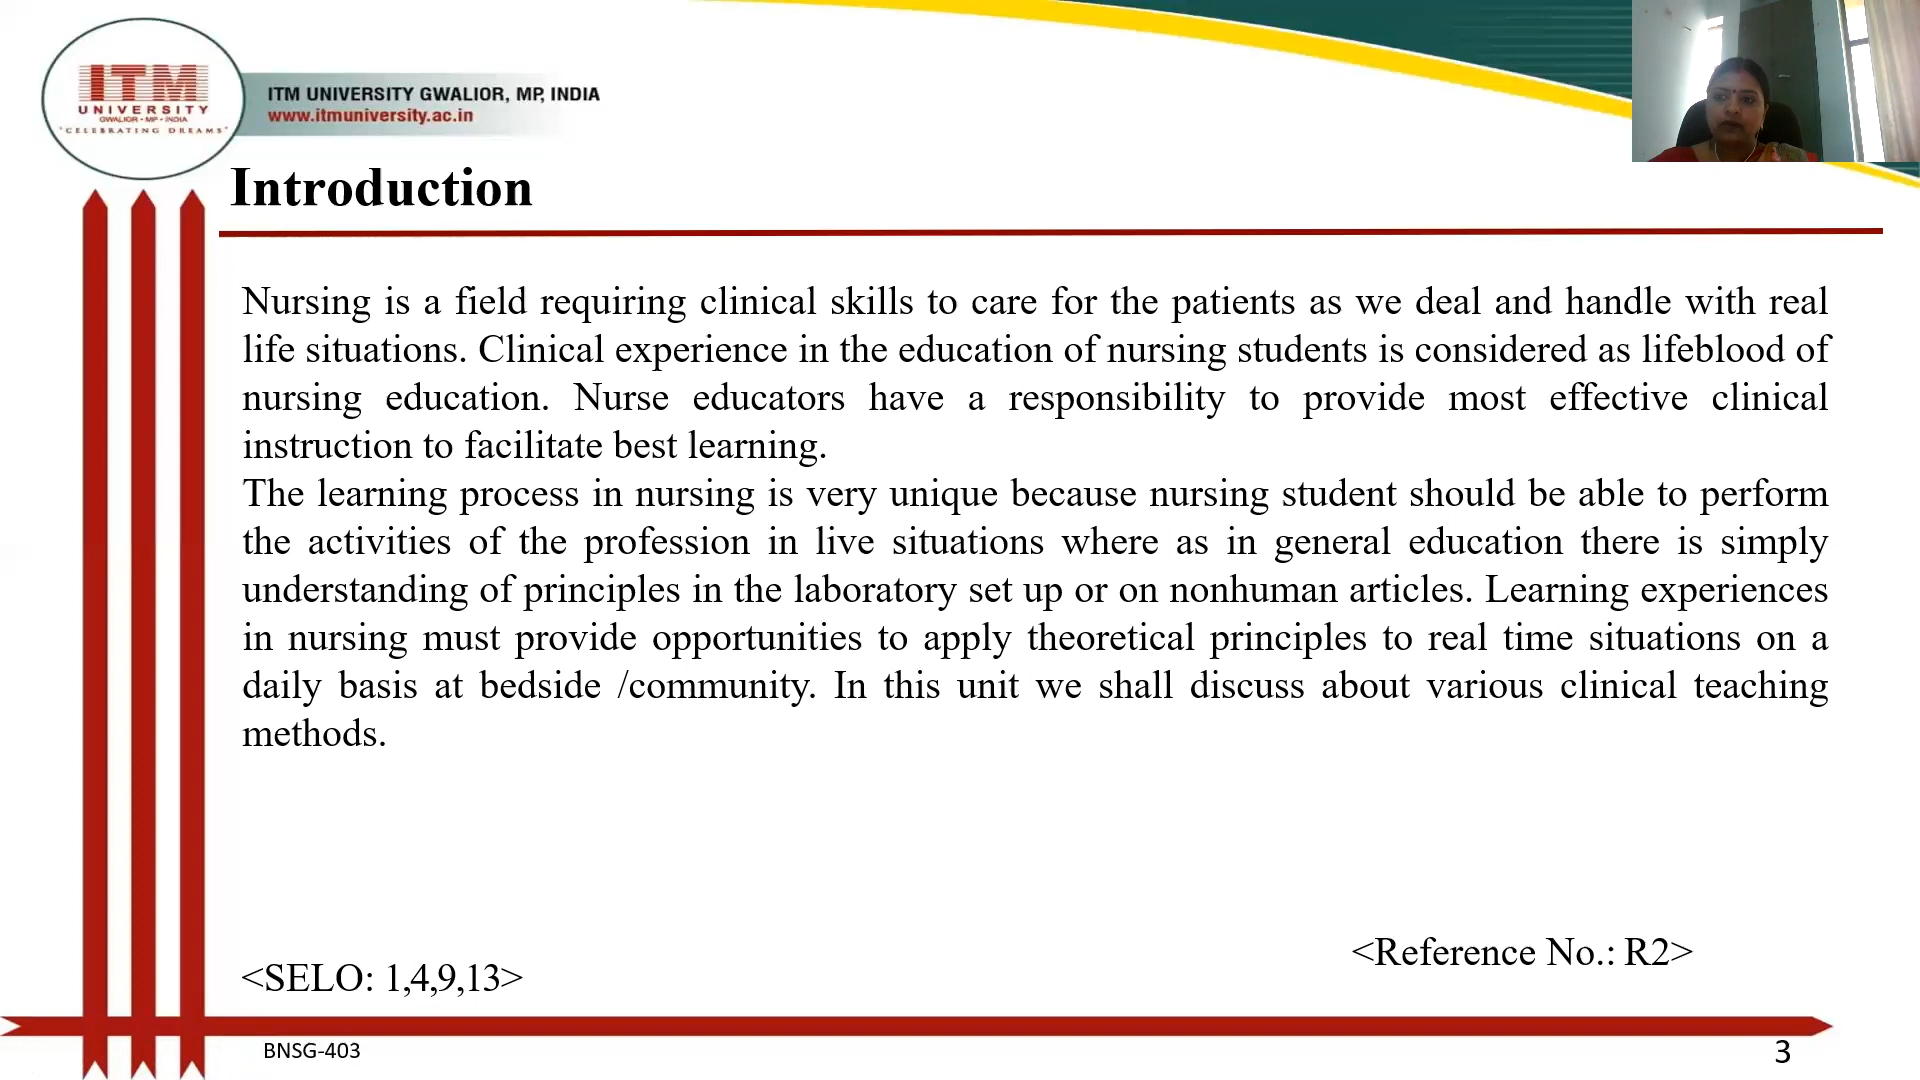 ITM
UNIVERSITY
GWALIOR • MP • INDIA
"CELEBRATING DREAMS"
ITM UNIVERSITY GWALIOR, MP, INDIA
www.itmuniversity.ac.in
Introduction
Nursing is a field requiring clinical skills to care for the patients as we deal and handle with real
life situations. Clinical experience in the education of nursing students is considered as lifeblood of
nursing education. Nurse educators have a responsibility to provide most effective clinical
instruction to facilitate best learning.
The learning process in nursing is very unique because nursing student should be able to perform
the activities of the profession in live situations where as in general education there is simply
understanding of principles in the laboratory set up or on nonhuman articles. Learning experiences
in nursing must provide opportunities to apply theoretical principles to real time situations on a
daily basis at bedside /community. In this unit we shall discuss about various clinical teaching
methods.
<Reference No.: R2>
<SELO: 1,4,9,13>
BNSG-403
3